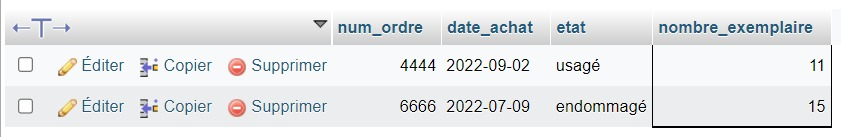 num_ordre date_achat etat nombre_exemplaire
Éditer Copier Supprimer 4444 2022-09-02 usagé 11
Éditer Copier Supprimer 6666 2022-07-09 endommagé 15